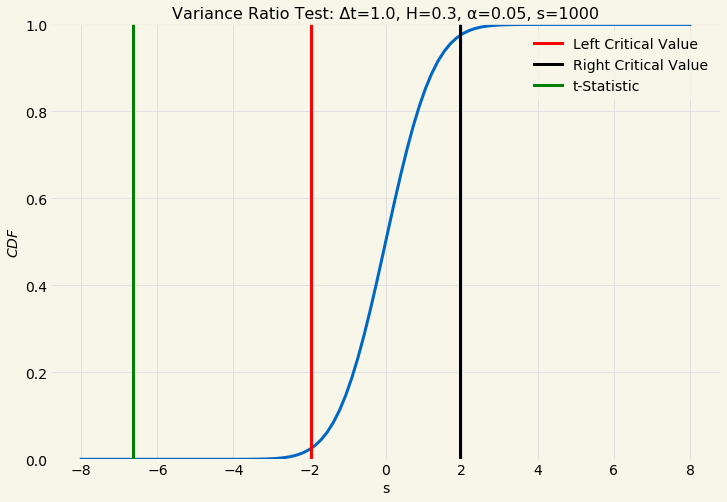 Variance Ratio Test: Δt=1.0, H=0.3, α=0.05, s=1000
Left Critical Value
Right Critical Value
t-Statistic
1.0
0.8
0.6
0.4
0.2
0.0
CDF
−8 −6 −4 −2 0 2 4 6 8
s